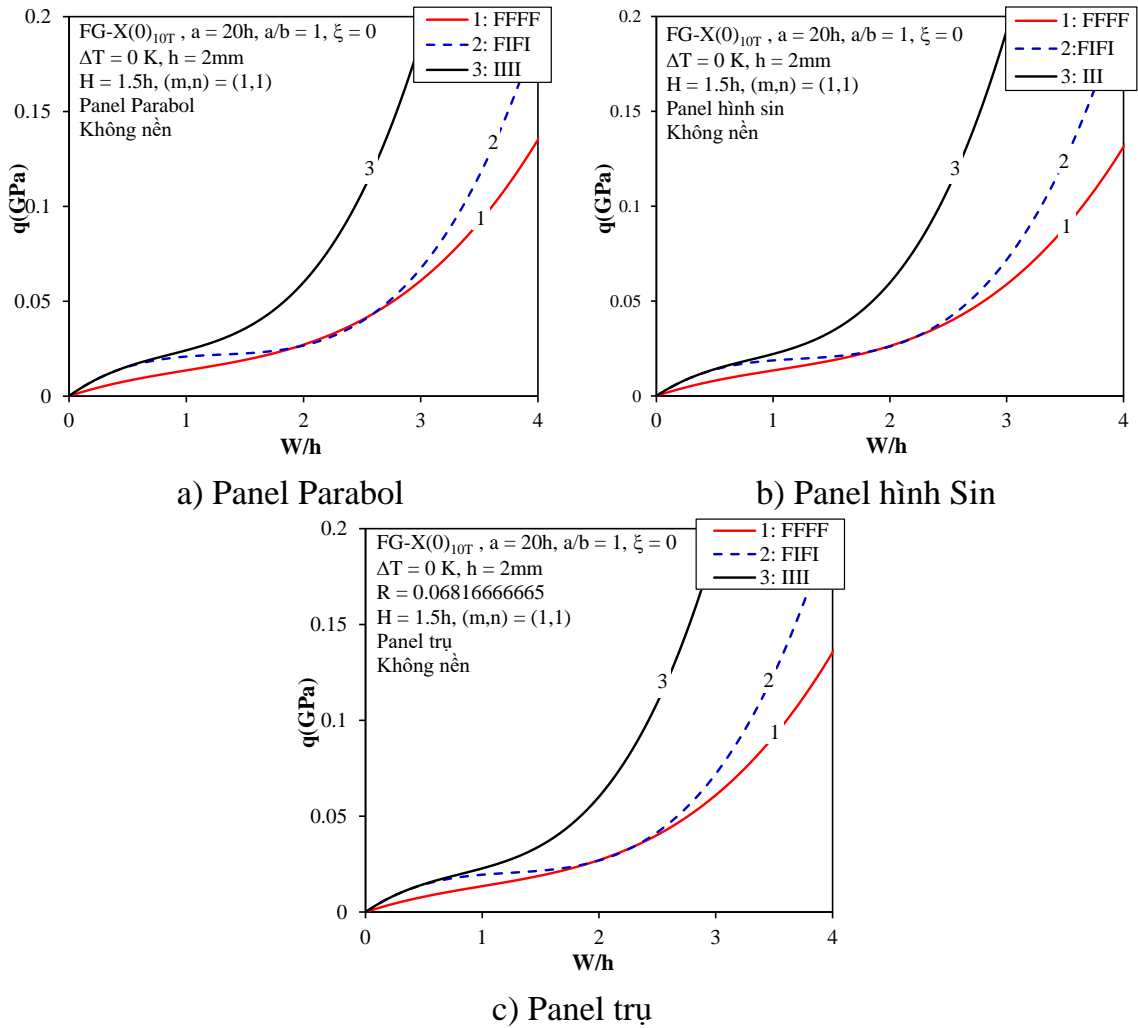 0.2
0.15
0.1
0.05
0
q(GPa)
FG-X(0)10T , a = 20h, a/b = 1, ξ = 0
ΔT = 0 K, h = 2mm
H = 1.5h, (m,n) = (1,1)
Panel Parabol
Không nền
1: FFFF
2: FIFI
3: IIII
3
2
1
0 1 2 3 4
W/h
a) Panel Parabol
0.2
0.15
0.1
0.05
0
q(GPa)
FG-X(0)10T , a = 20h, a/b = 1, ξ = 0
ΔT = 0 K, h = 2mm
H = 1.5h, (m,n) = (1,1)
Panel hình sin
Không nền
1: FFFF
2:FIFI
3: III
3
2
1
0 1 2 3 4
W/h
b) Panel hình Sin
0.2
0.15
0.1
0.05
0
q(GPa)
FG-X(0)10T , a = 20h, a/b = 1, ξ = 0
ΔT = 0 K, h = 2mm
R = 0.06816666665
H = 1.5h, (m,n) = (1,1)
Panel trụ
Không nền
1: FFFF
2: FIFI
3: IIII
3
2
1
0 1 2 3 4
W/h
c) Panel trụ